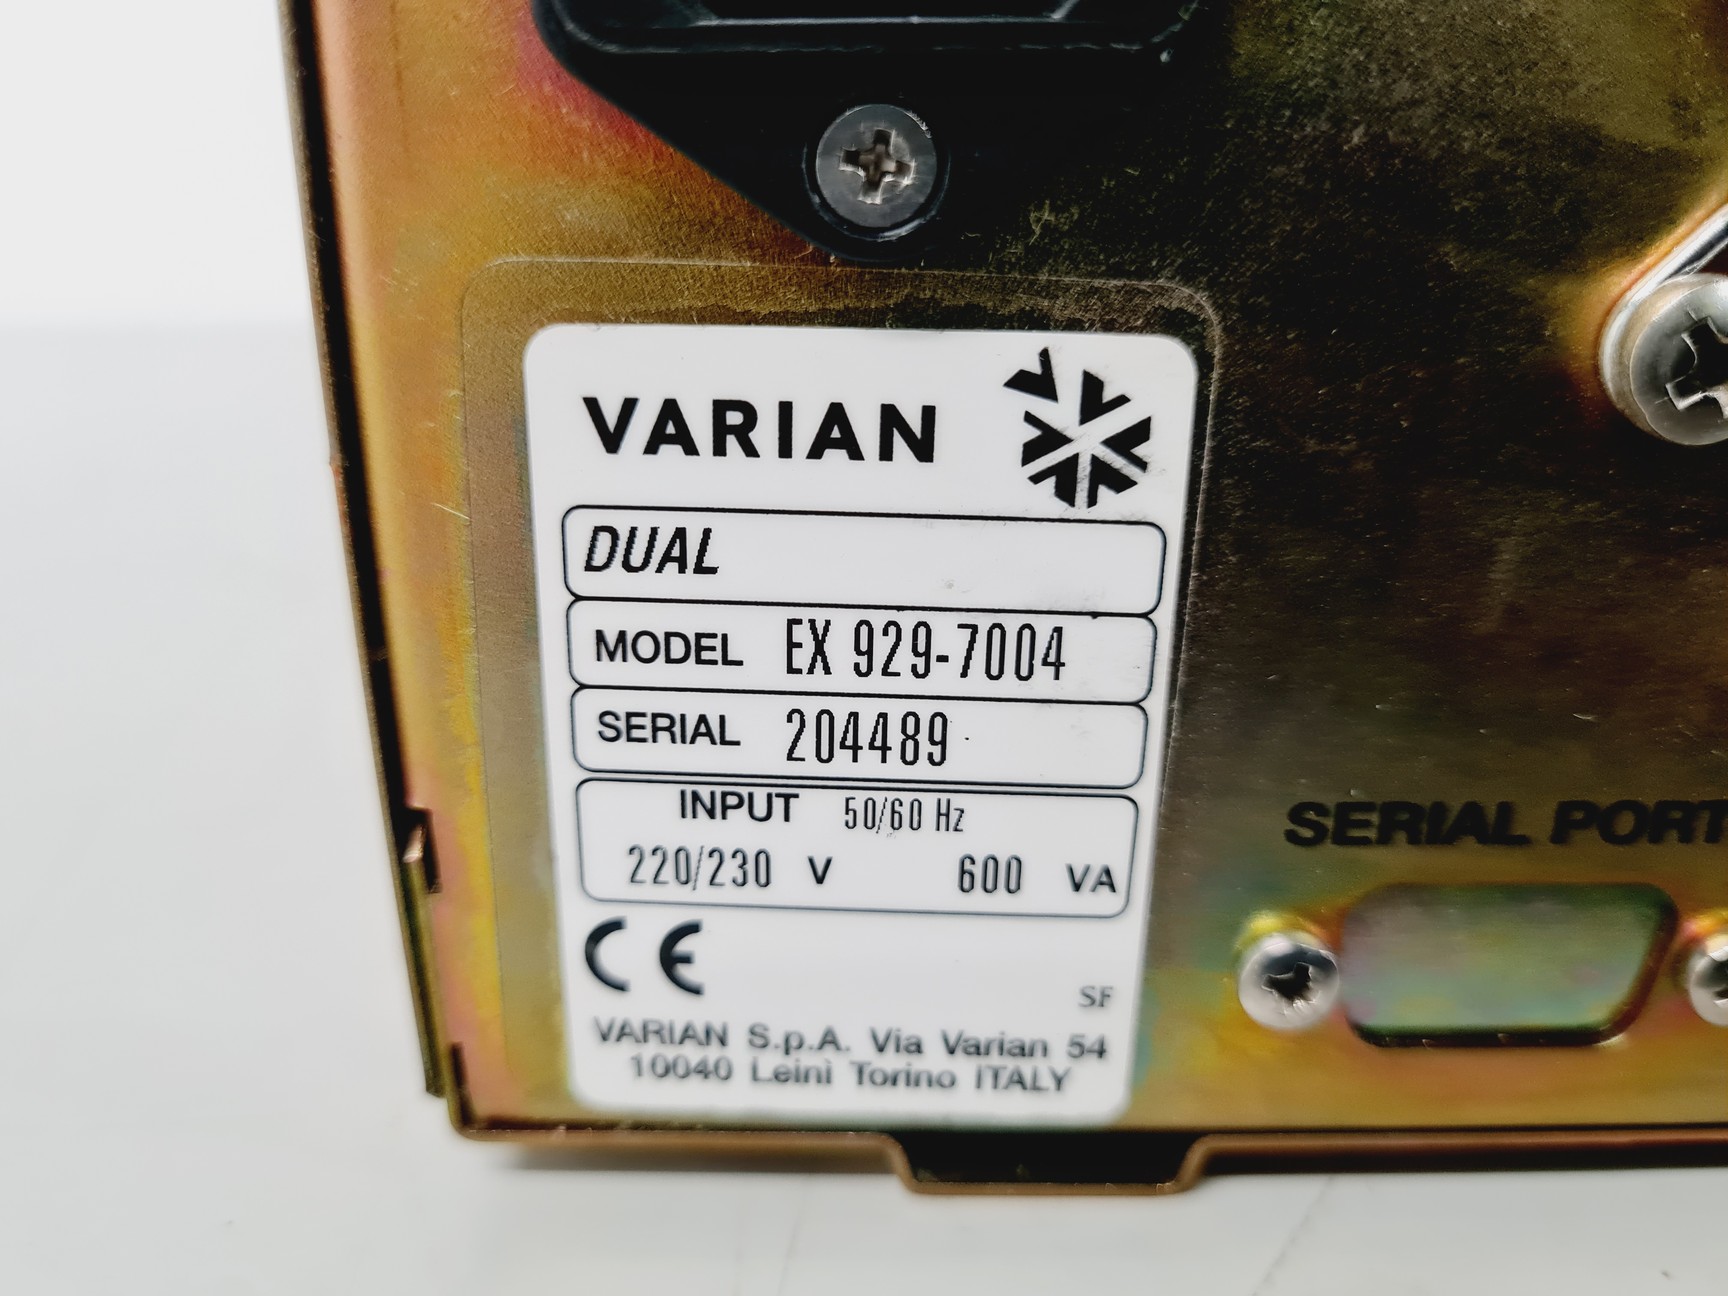 VARIAN
DUAL
MODEL EX 929-7004
SERIAL 204489
INPUT 50/60 Hz
220/230 V 600 VA
CE
SF
VARIAN S.p.A. Via Varian 54
10040 Leinì Torino ITALY
SERIAL PORT